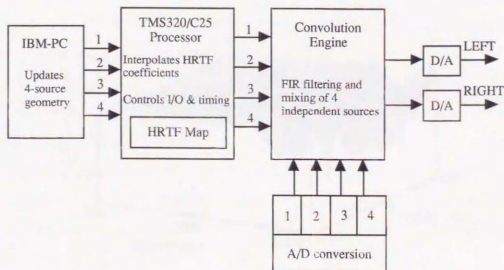 IBM-PC
Updates
4-source
geometry
1
2
3
4
TMS320/C25
Processor
Interpolates HRTF
coefficients
Controls I/O & timing
HRTF Map
1
2
3
4
Convolution
Engine
FIR filtering and
mixing of 4
independent sources
D/A
LEFT
D/A
RIGHT
1 2 3 4
A/D conversion